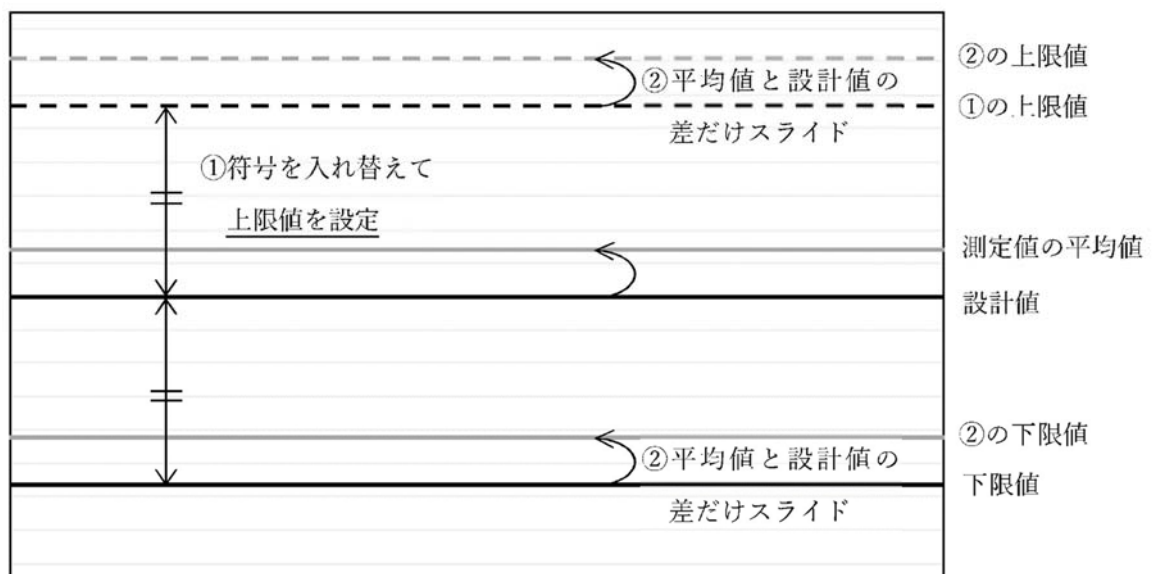 ②の上限値
②平均値と設計値の
①の上限値
差だけスライド
①符号を入れ替えて
上限値を設定
測定値の平均値
設計値
②の下限値
②平均値と設計値の
下限値
差だけスライド